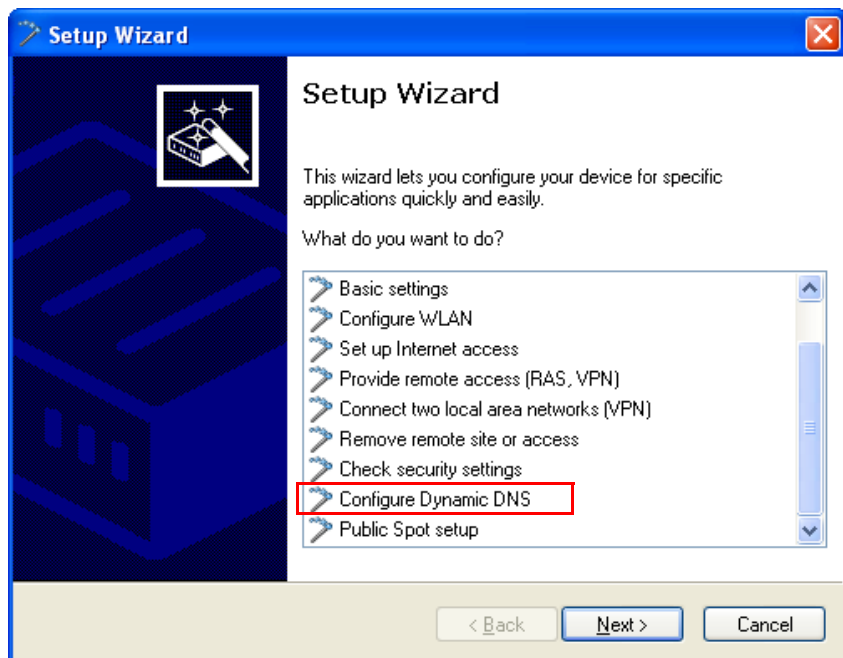 Setup Wizard
Setup Wizard
This wizard lets you configure your device for specific
applications quickly and easily.
What do you want to do?
Basic settings
Configure WLAN
Set up Internet access
Provide remote access (RAS, VPN)
Connect two local area networks (VPN)
Remove remote site or access
Check security settings
Configure Dynamic DNS
Public Spot setup
< Back Next > Cancel